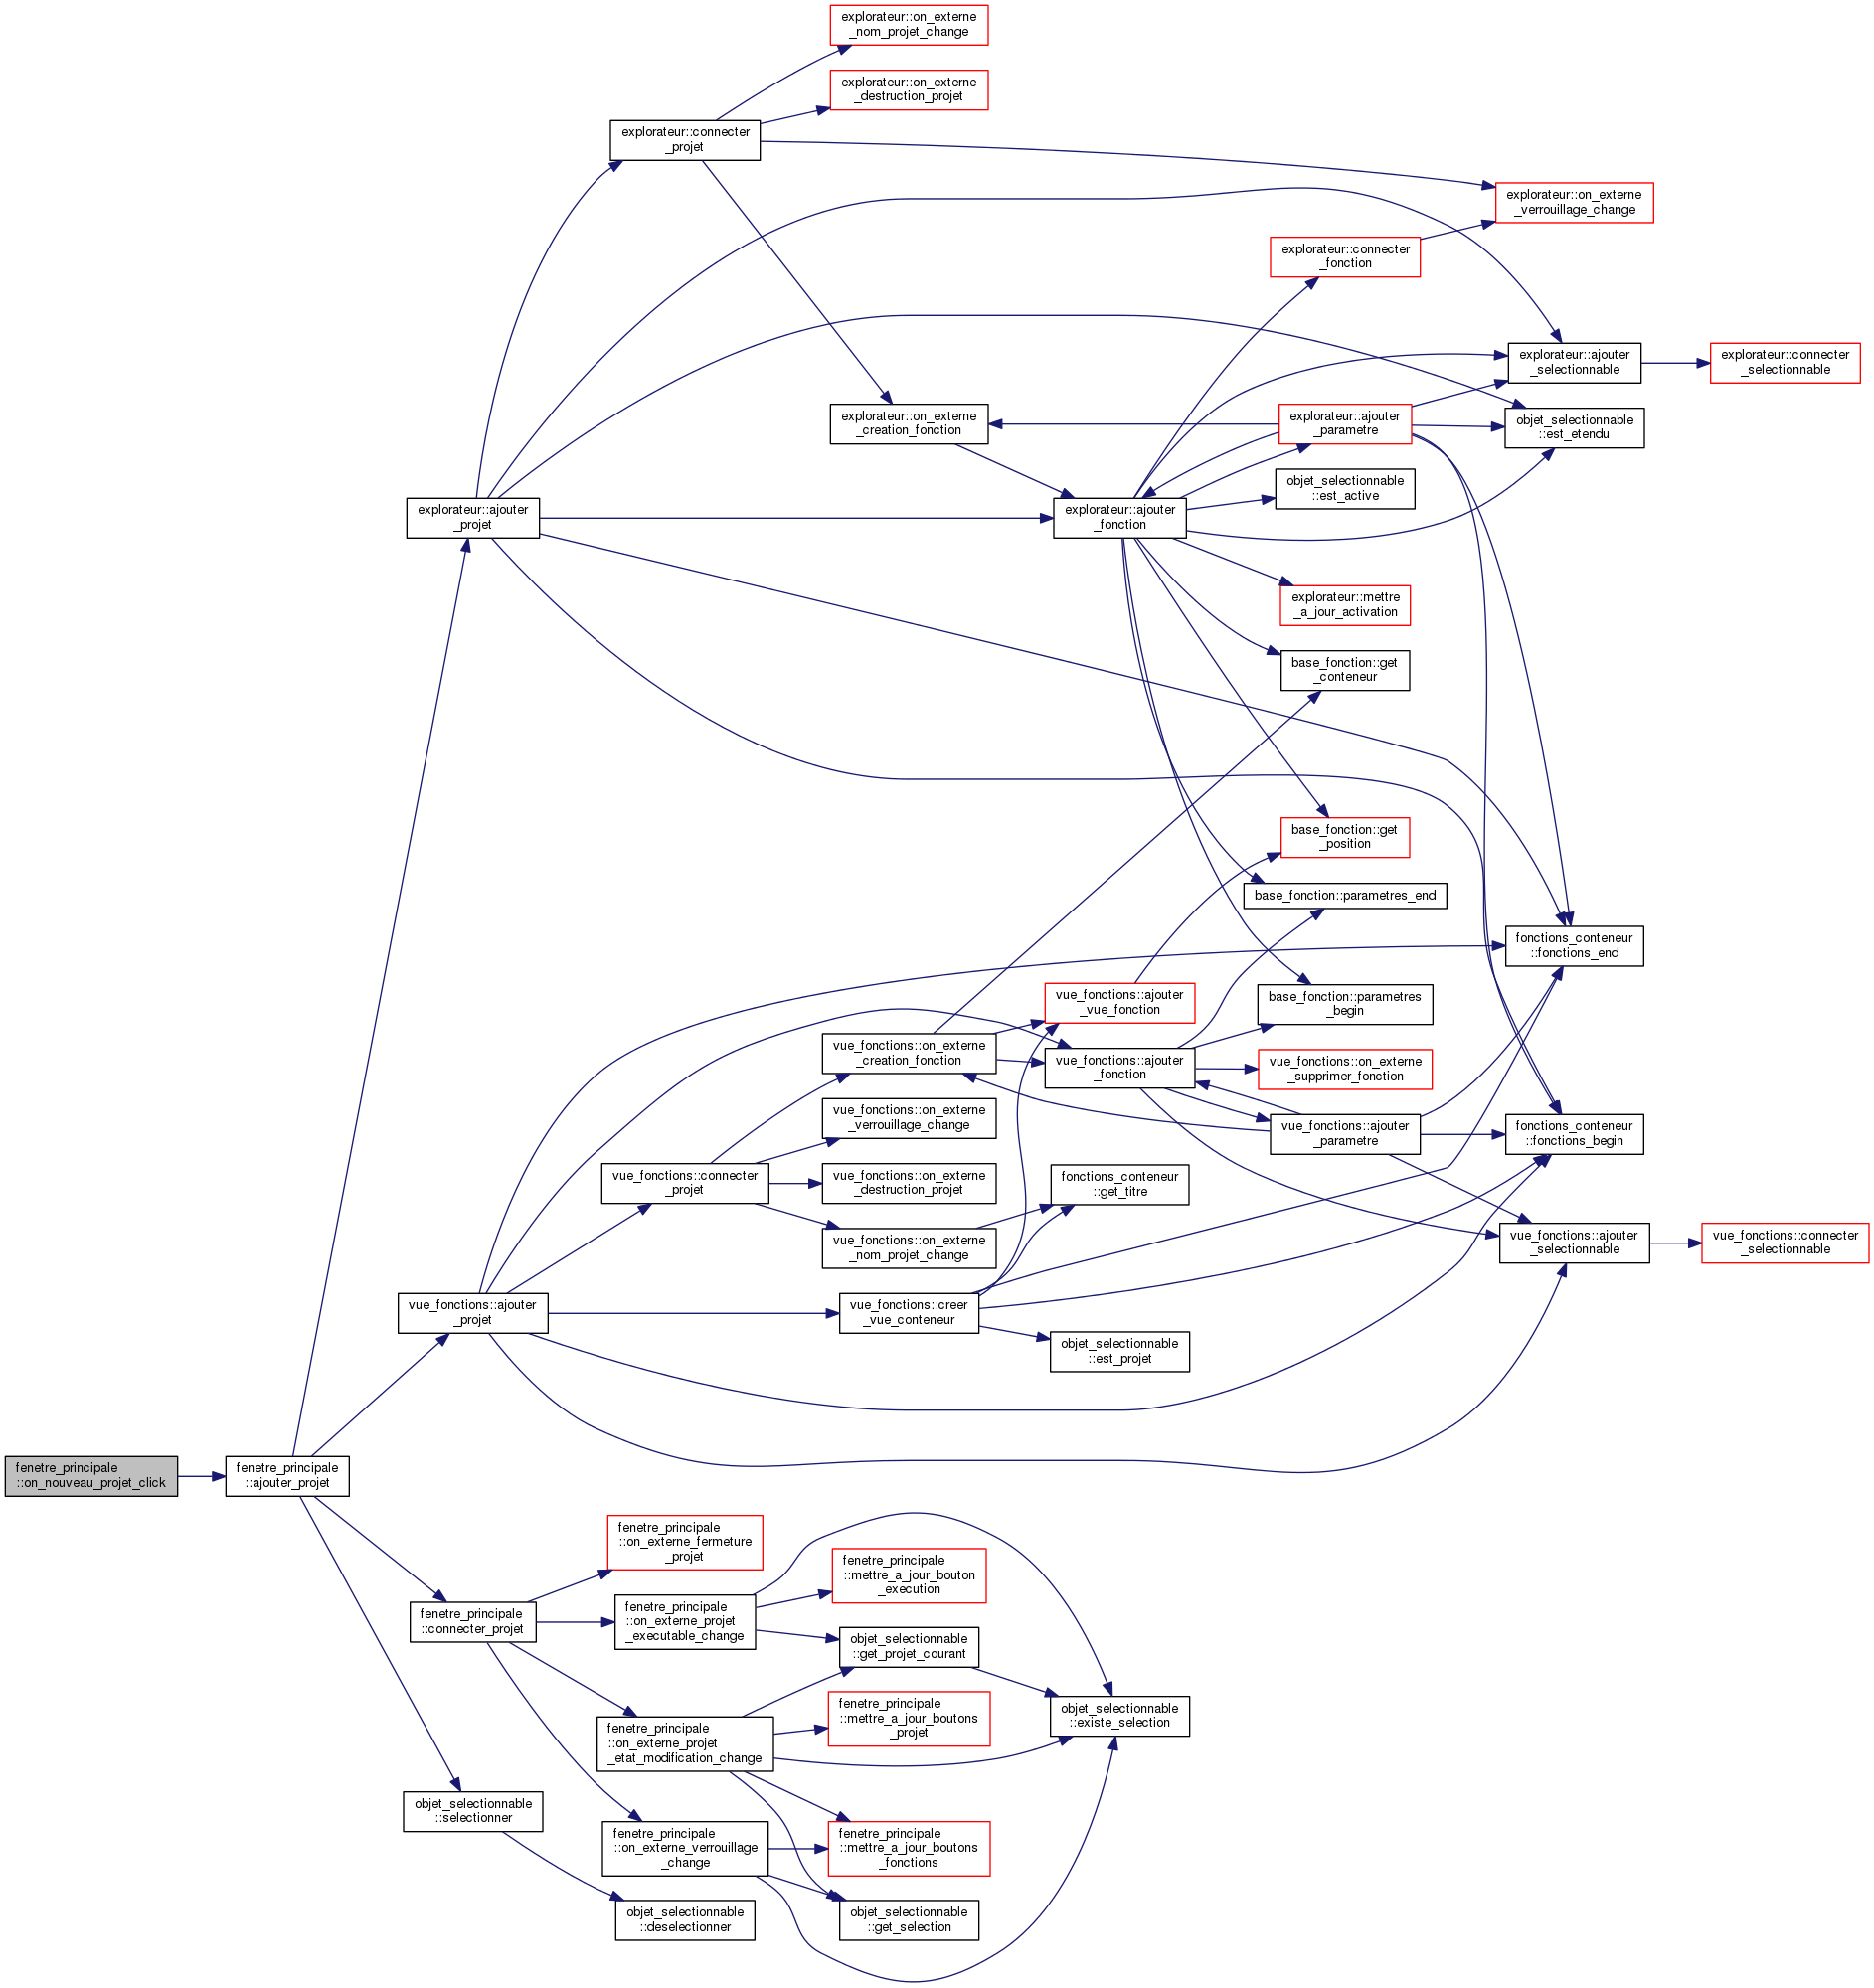 explorateur::on_externe
_nom_projet_change
explorateur::on_externe
_destruction_projet
explorateur::connecter
_projet
explorateur::on_externe
_verrouillage_change
explorateur::connecter
_fonction
explorateur::ajouter
_selectionnable
explorateur::connecter
_selectionnable
explorateur::on_externe
_creation_fonction
explorateur::ajouter
_parametre
objet_selectionnable
::est_etendu
objet_selectionnable
::est_active
explorateur::ajouter
_projet
explorateur::ajouter
_fonction
explorateur::mettre
_a_jour_activation
base_fonction::get
_conteneur
base_fonction::get
_position
base_fonction::parametres_end
fonctions_conteneur
::fonctions_end
base_fonction::parametres
_begin
vue_fonctions::ajouter
_vue_fonction
vue_fonctions::on_externe
_creation_fonction
vue_fonctions::ajouter
_fonction
vue_fonctions::on_externe
_supprimer_fonction
vue_fonctions::on_externe
_verrouillage_change
vue_fonctions::ajouter
_parametre
fonctions_conteneur
::fonctions_begin
vue_fonctions::connecter
_projet
vue_fonctions::on_externe
_destruction_projet
fonctions_conteneur
::get_titre
vue_fonctions::on_externe
_nom_projet_change
vue_fonctions::ajouter
_selectionnable
vue_fonctions::connecter
_selectionnable
vue_fonctions::ajouter
_projet
vue_fonctions::creer
_vue_conteneur
objet_selectionnable
::est_projet
fenetre_principale
::on_nouveau_projet_click
fenetre_principale
::ajouter_projet
fenetre_principale
::on_externe_fermeture
_projet
fenetre_principale
::mettre_a_jour_bouton
_execution
fenetre_principale
::connecter_projet
fenetre_principale
::on_externe_projet
_executable_change
objet_selectionnable
::get_projet_courant
objet_selectionnable
::existe_selection
fenetre_principale
::mettre_a_jour_boutons
_projet
fenetre_principale
::on_externe_projet
_etat_modification_change
objet_selectionnable
::selectionner
fenetre_principale
::on_externe_verrouillage
_change
fenetre_principale
::mettre_a_jour_boutons
_fonctions
objet_selectionnable
::deselectionner
objet_selectionnable
::get_selection